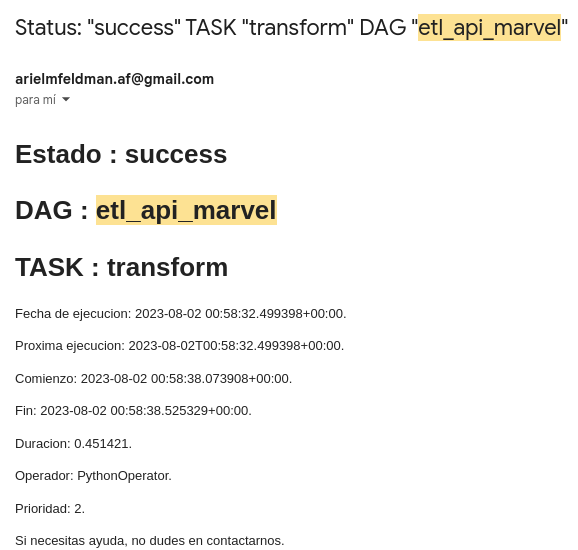 Status: "success" TASK "transform" DAG "etl_api_marvel"
arielmfeldman.af@gmail.com
para mí
Estado : success
DAG : etl_api_marvel
TASK : transform
Fecha de ejecucion: 2023-08-02 00:58:32.499398+00:00.
Proxima ejecucion: 2023-08-02T00:58:32.499398+00:00.
Comienzo: 2023-08-02 00:58:38.073908+00:00.
Fin: 2023-08-02 00:58:38.525329+00:00.
Duracion: 0.451421.
Operador: PythonOperator.
Prioridad: 2.
Si necesitas ayuda, no dudes en contactarnos.